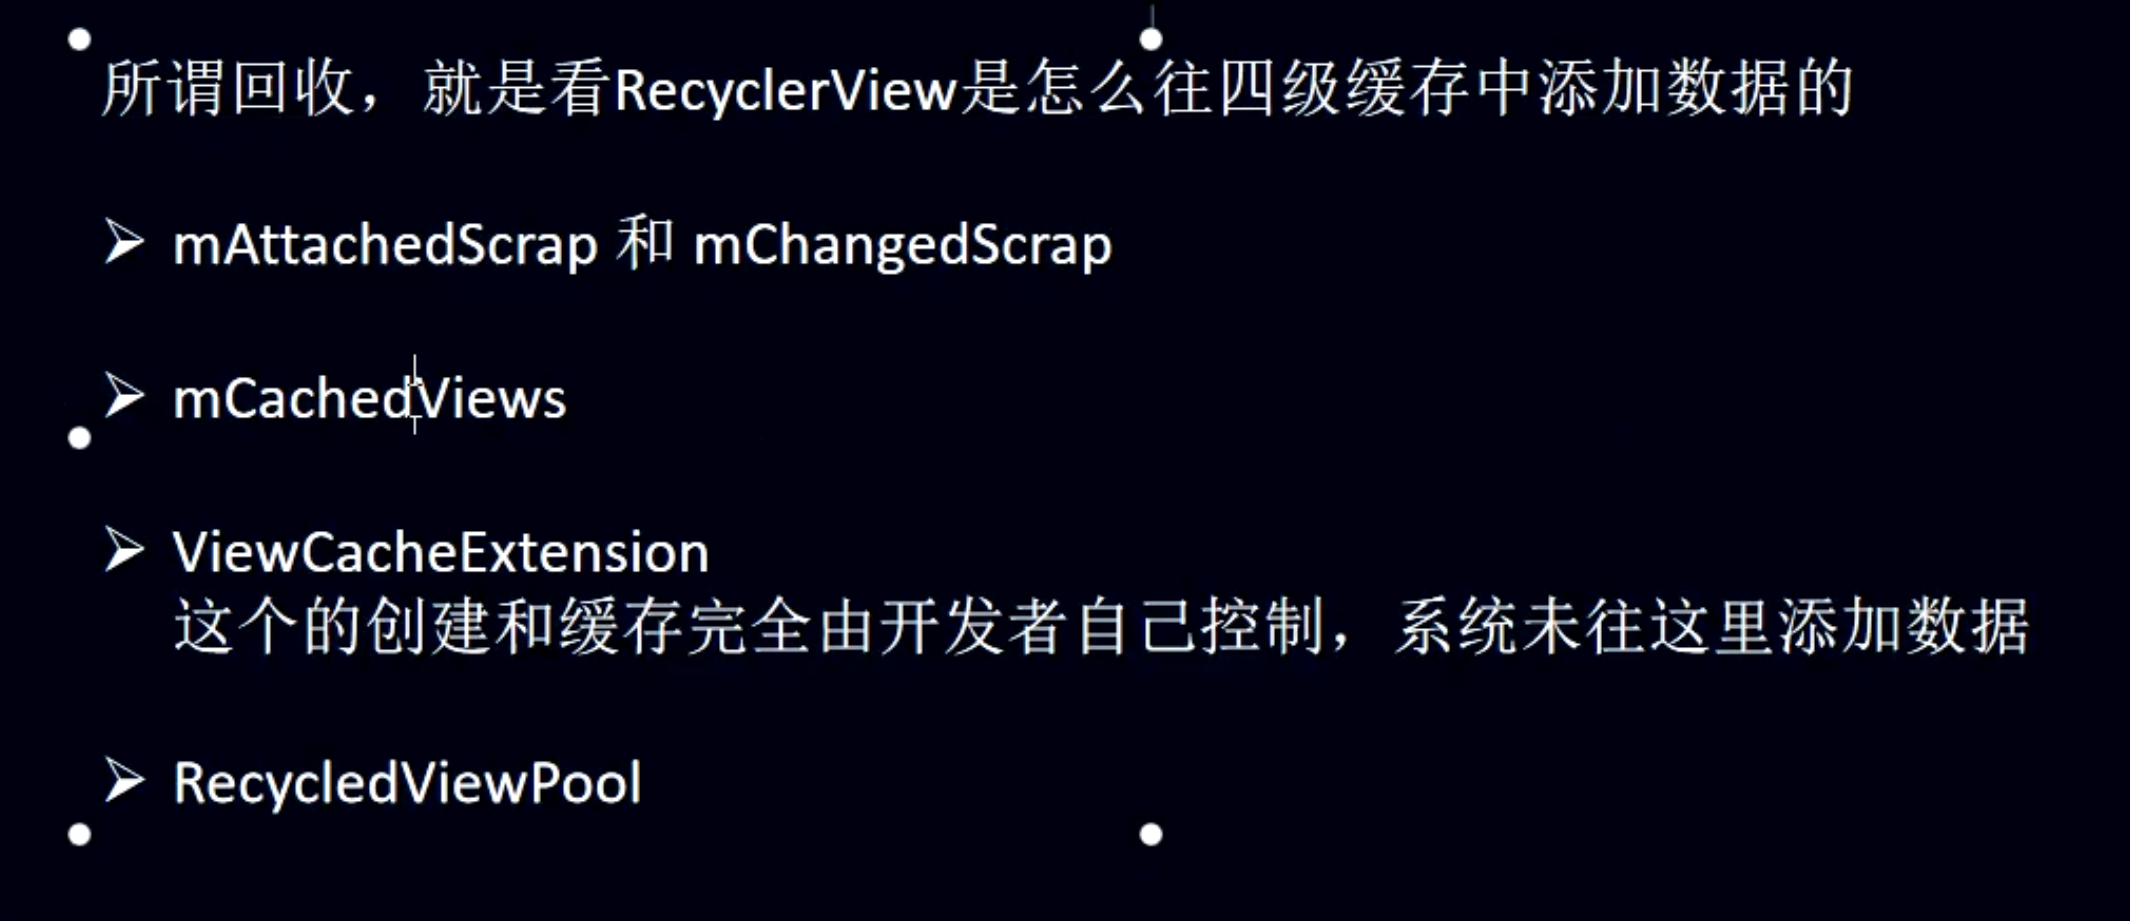 所谓回收，就是看RecyclerView是怎么往四级缓存中添加数据的
➢ mAttachedScrap 和 mChangedScrap
➢ mCachedViews
➢ ViewCacheExtension
这个的创建和缓存完全由开发者自己控制，系统未往这里添加数据
➢ RecycledViewPool